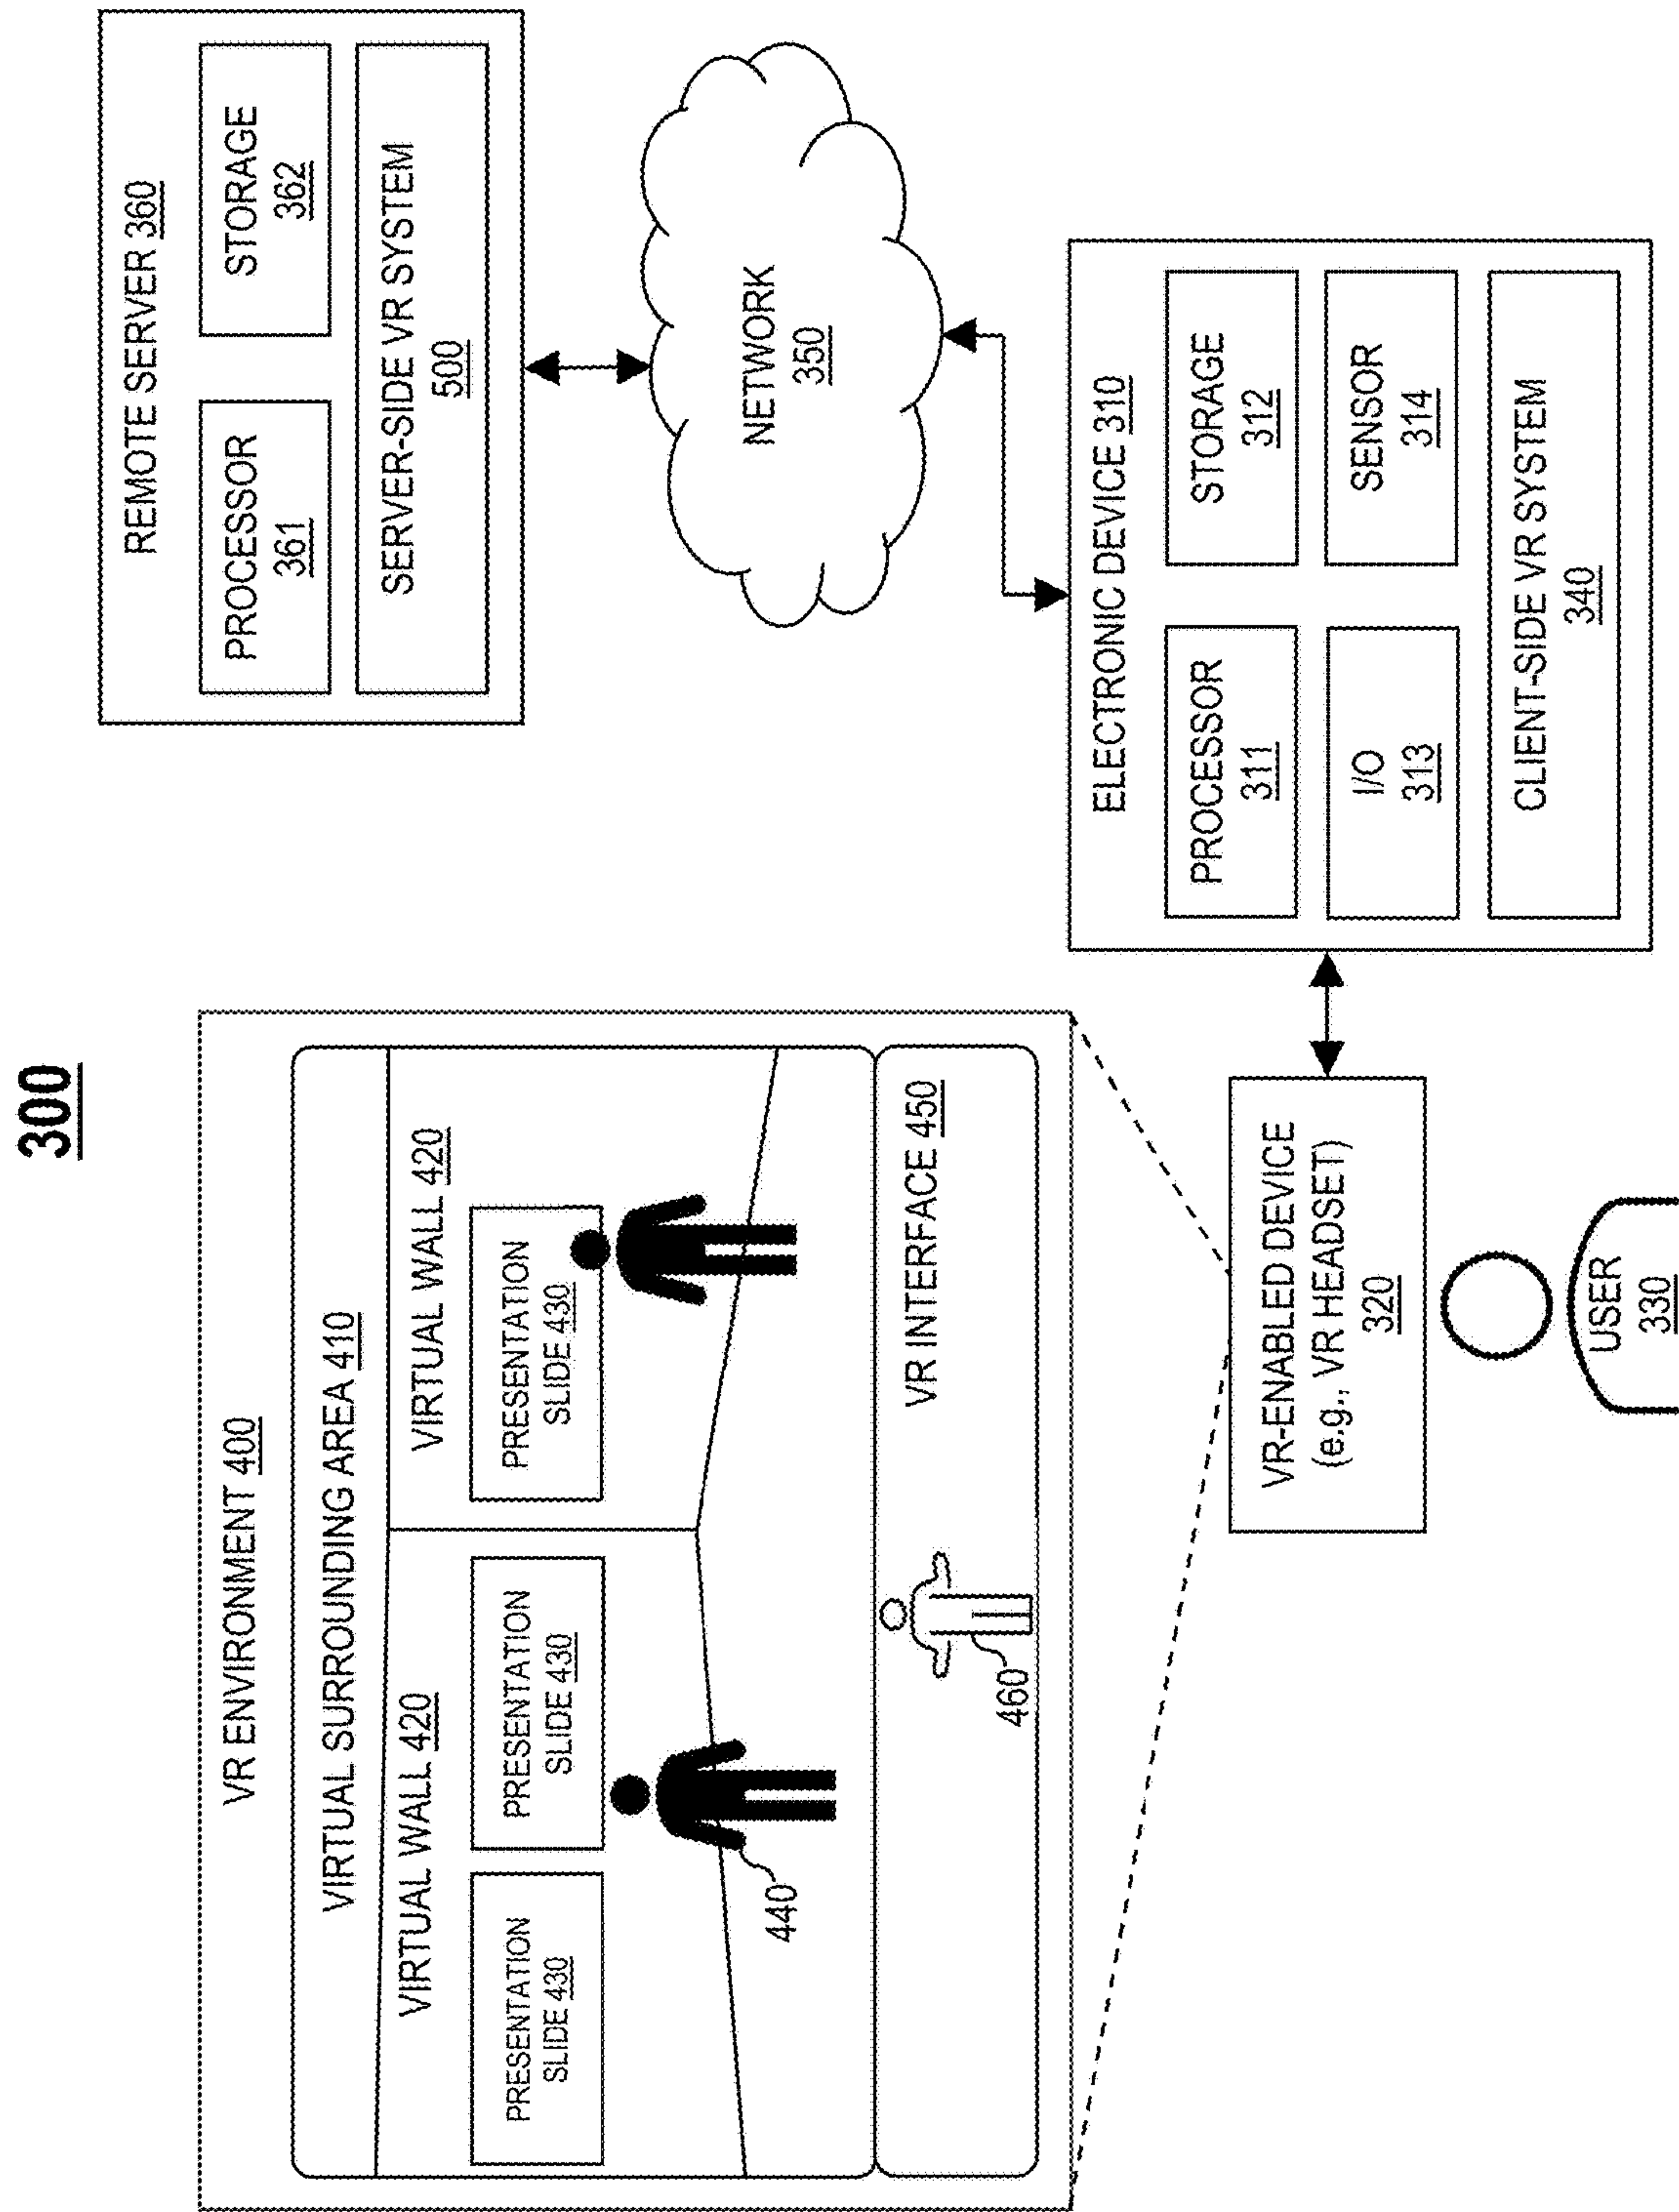 300
VR ENVIRONMENT 400
VIRTUAL SURROUNDING AREA 410
VIRTUAL WALL 420
VIRTUAL WALL 420
PRESENTATION
SLIDE 430
PRESENTATION
SLIDE 430
PRESENTATION
SLIDE 430
440
VR INTERFACE 450
460
VR-ENABLED DEVICE
(e.g., VR HEADSET)
320
USER
330
REMOTE SERVER 360
PROCESSOR
361
STORAGE
362
SERVER-SIDE VR SYSTEM
500
NETWORK
350
ELECTRONIC DEVICE 310
PROCESSOR
311
STORAGE
312
I/O
313
SENSOR
314
CLIENT-SIDE VR SYSTEM
340